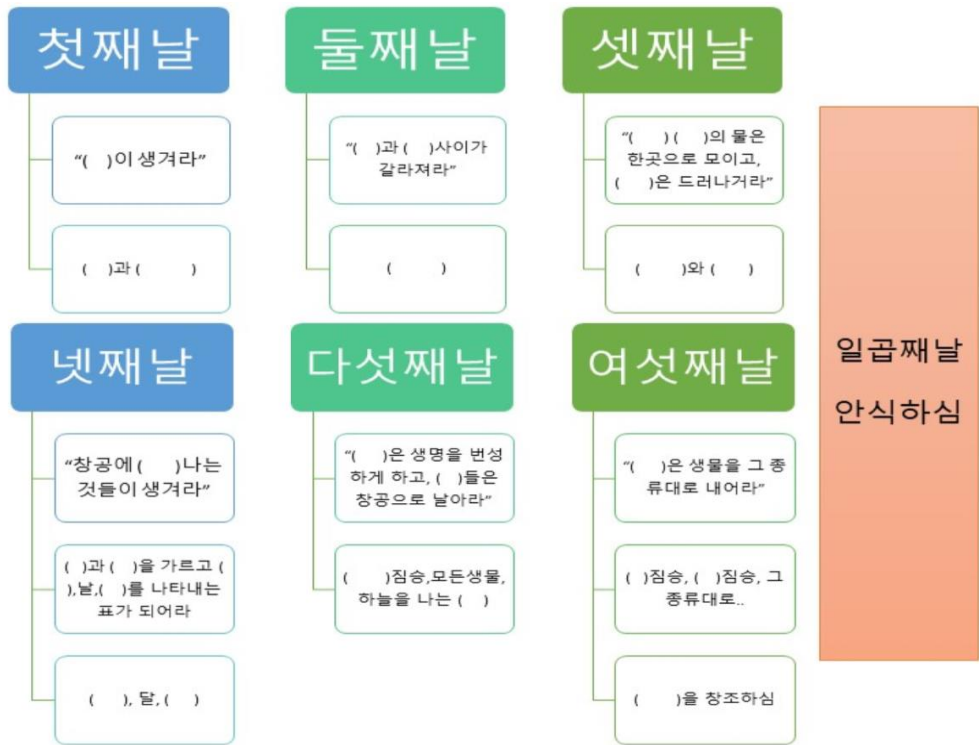 첫째날
"(    )이 생겨라"
(    )과 (        )
둘째날
"(    )과 (    )사이가
갈라져라"
(        )
셋째날
"(    ) (    )의 물은
한곳으로 모이고,
(    )은 드러나거라"
(      )와 (    )
넷째날
"창공에 (    )나는
것들이 생겨라"
(   )과 (   )을 가르고 (
),날,(   )를 나타내는
표가 되어라
(    ), 달, (    )
다섯째날
"(    )은 생명을 번성
하게 하고, (   )들은
창공으로 날아라"
(      )짐승,모든생물,
하늘을 나는 (   )
여섯째날
"(    )은 생물을 그 종
류대로 내어라"
(   )짐승, (   )짐승, 그
종류대로..
(      )을 창조하심
일곱째날
안식하심